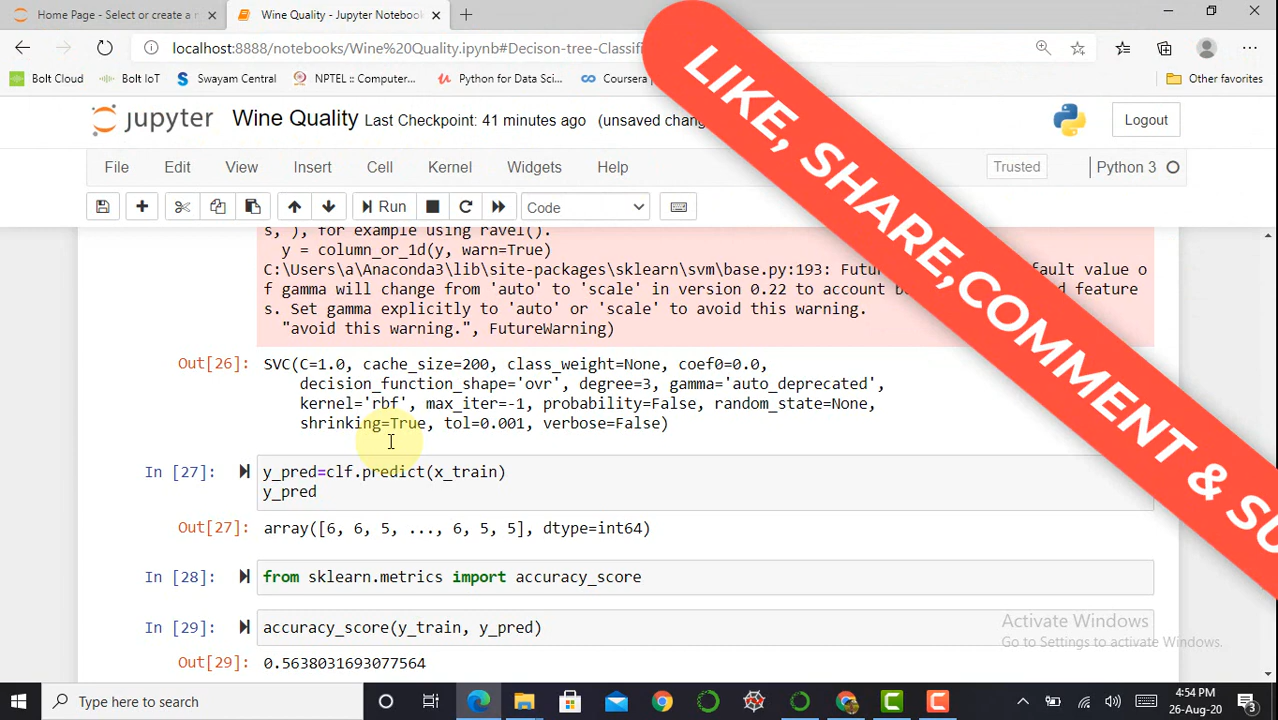 Home Page - Select or create a n
Wine Quality - Jupyter Notebook
localhost:8888/notebooks/Wine%20Quality.ipynb#Decison-tree-Classifi
Bolt Cloud
Bolt IoT
Swayam Central
NPTEL :: Computer...
Python for Data Sci...
Coursera
Other favorites
jupyter
Wine Quality Last Checkpoint: 41 minutes ago (unsaved chang
Logout
File Edit View Insert Cell Kernel Widgets Help
Trusted
Python 3
Run
Code
s, ), for example using ravel().
y = column_or_1d(y, warn=True)
C:\Users\a\Anaconda3\lib\site-packages\sklearn\svm\base.py:193: Futu fault value o
f gamma will change from 'auto' to 'scale' in version 0.22 to account b d feature
s. Set gamma explicitly to 'auto' or 'scale' to avoid this warning.
"avoid this warning.", FutureWarning)
Out[26]: SVC(C=1.0, cache_size=200, class_weight=None, coef0=0.0,
decision_function_shape='ovr', degree=3, gamma='auto_deprecated',
kernel='rbf', max_iter=-1, probability=False, random_state=None,
shrinking=True, tol=0.001, verbose=False)
In [27]: y_pred=clf.predict(x_train)
y_pred
Out[27]: array([6, 6, 5, ..., 6, 5, 5], dtype=int64)
In [28]: from sklearn.metrics import accuracy_score
In [29]: accuracy_score(y_train, y_pred)
Out[29]: 0.5638031693077564
LIKE, SHARE,COMMENT & SU
Activate Windows
Go to Settings to activate Windows.
Type here to search
4:54 PM
26-Aug-20
3